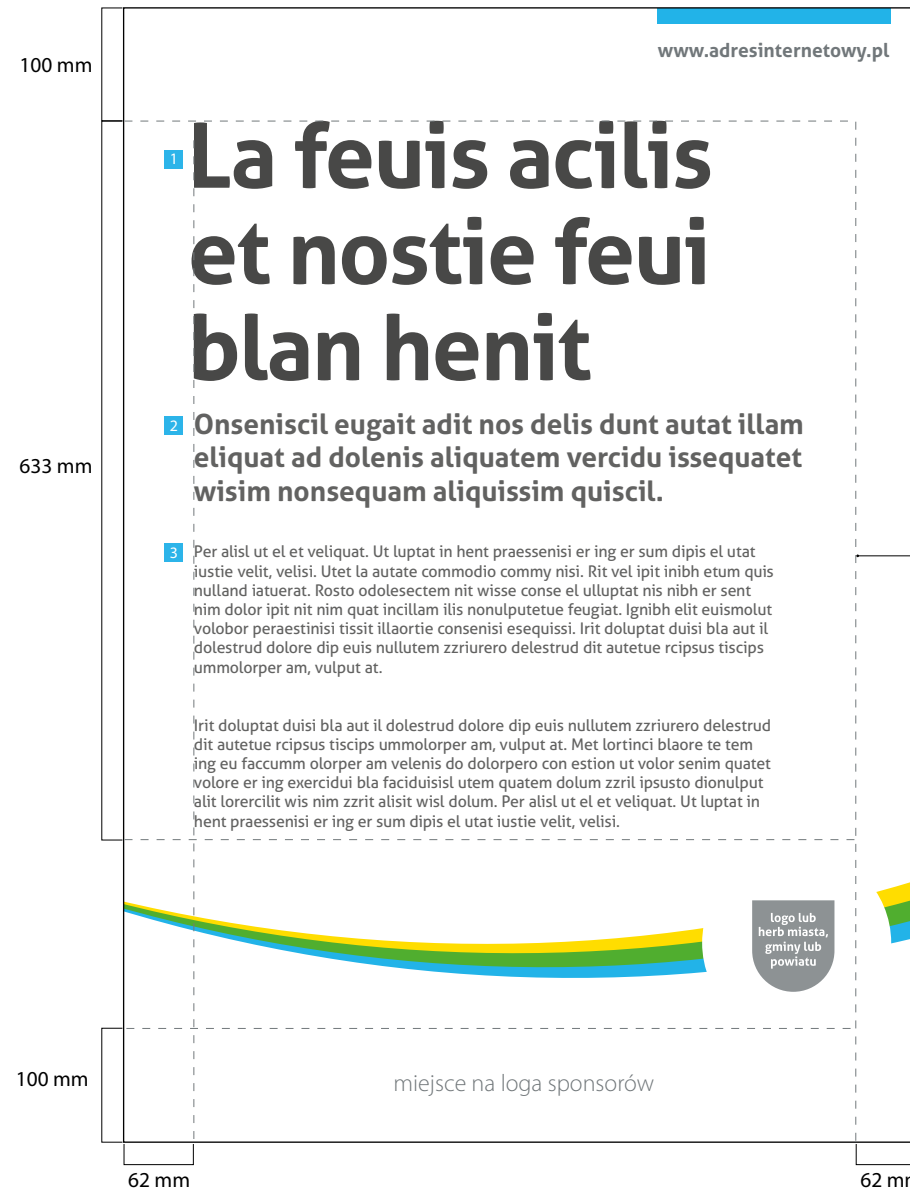 100 mm
www.adresinternetowy.pl
1
La feuis acilis
et nostie feui
blan henit
633 mm
2
Onseniscil eugait adit nos delis dunt autat illam
eliquat ad dolenis aliquatem vercidu issequatet
wisim nonsequam aliquissim quiscil.
3
Per alisl ut el et veliquat. Ut luptat in hent praessenisi er ing er sum dipis el utat
iustie velit, velisi. Utet la autate commodio commy nisi. Rit vel ipit inibh etum quis
nulland iatuerat. Rosto odolesectem nit wisse conse el ulluptat nis nibh er sent
nim dolor ipit nit nim quat incillam ilis nonulputetue feugiat. Ignibh elit euismolut
volobor peraestinisi tissit illaortie consenisi esequissi. Irit doluptat duisi bla aut il
dolestrud dolore dip euis nullutem zzriurero delestrud dit autetue rcipsus tiscips
ummolorper am, vulput at.
Irit doluptat duisi bla aut il dolestrud dolore dip euis nullutem zzriurero delestrud
dit autetue rcipsus tiscips ummolorper am, vulput at. Met lortinci blaore te tem
ing eu faccumm olorper am velenis do dolorpero con estion ut volor senim quatet
volore er ing exercidui bla faciduisisl utem quatem dolum zzril ipsusto dionulput
alit lorercilit wis nim zzrit alisit wisl dolum. Per alisl ut el et veliquat. Ut luptat in
hent praessenisi er ing er sum dipis el utat iustie velit, velisi.
logo lub
herb miasta,
gminy lub
powiatu
100 mm
miejsce na loga sponsorów
62 mm
62